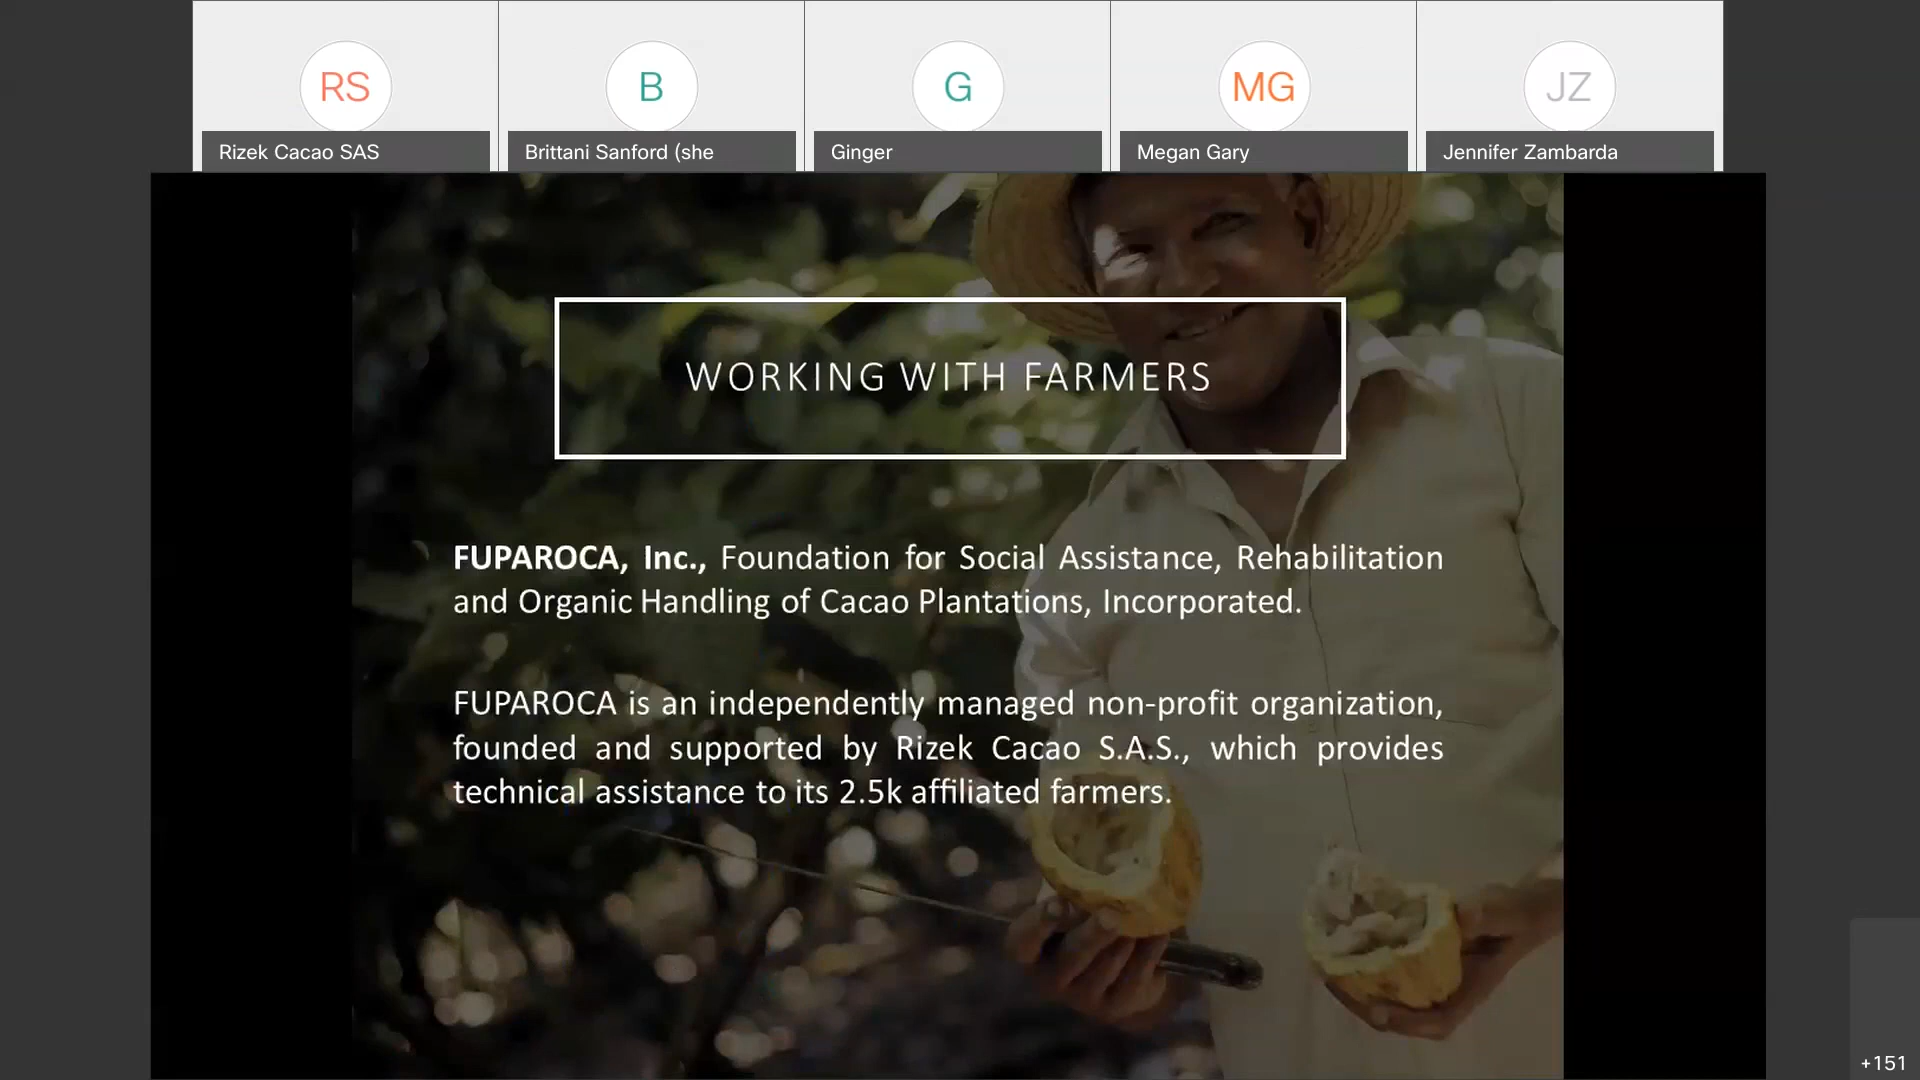 RS
B
G
MG
JZ
Rizek Cacao SAS
Brittani Sanford (she
Ginger
Megan Gary
Jennifer Zambarda
WORKING WITH FARMERS
FUPAROCA, Inc., Foundation for Social Assistance, Rehabilitation
and Organic Handling of Cacao Plantations, Incorporated.
FUPAROCA is an independently managed non-profit organization,
founded and supported by Rizek Cacao S.A.S., which provides
technical assistance to its 2.5k affiliated farmers.
+151